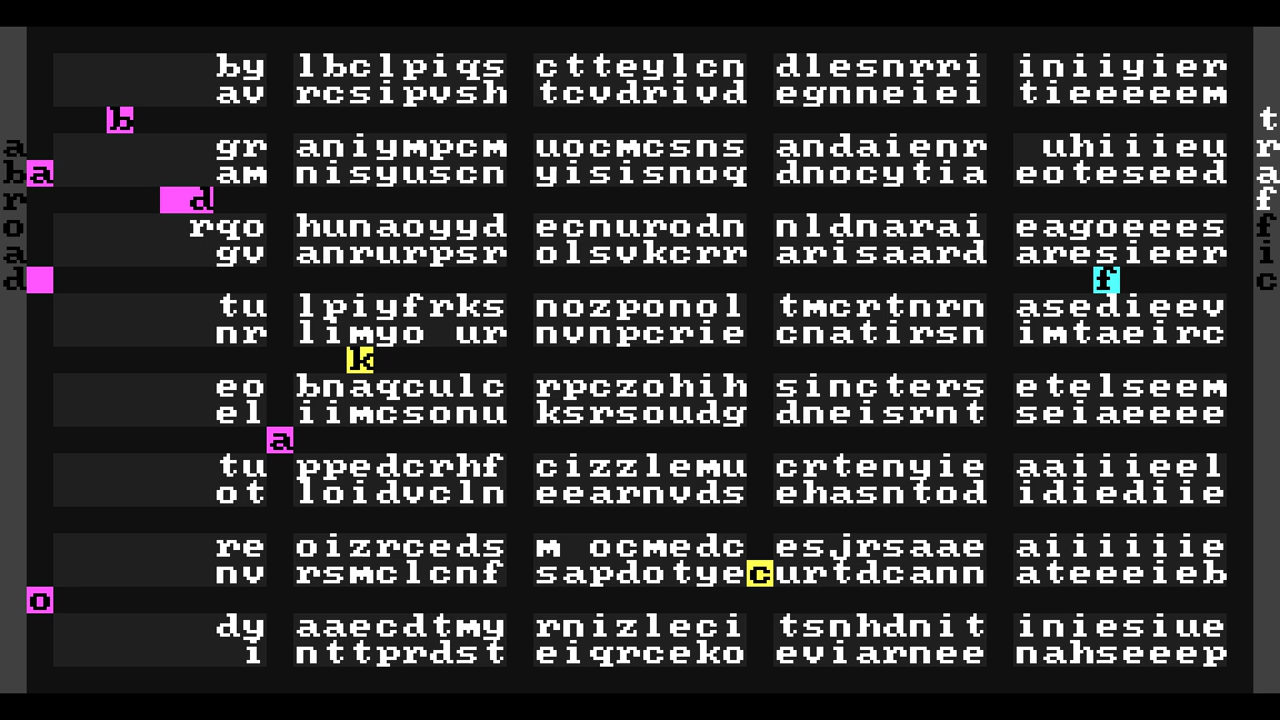 by lbclpiqs ctteylcn dlesnrri iniiyier
av rcsipvsh tcvdrivd egnneiei tieeeeem
b t
a gr aniympcm uocmcsns andaienr uhiiieu r
b a am nisyuscn yisisnoq dnocytia eoteseed a
r d f
o rqo hunaoyyd ecnurodn nldnarai eagoeees f
a gv anrurpsr olsvkcrr arisaard aresieer i
d f c
tu lpiyfrks nozponol tmcrtnrn asedieev
nr limyo ur nvnpcrie cnatirsn imtaeirc
k
eo bnaqculc rpczohih sincters etelseem
el iimcsonu ksrsoudg dneisrnt seiaeeee
a
tu ppedcrhf cizzlemu crtenyie aaiiieel
ot loidvcln eearnvds ehasntod idiediie
re oizrceds m ocmedc esjrsaae aiiiiiie
nv rsmclcnf sapdotyecurtdcann ateeeieb
o
dy aaecdtmy rnizleci tsnhdnit iniesiue
i nttprdst eiqrceko eviarnee nahseeep